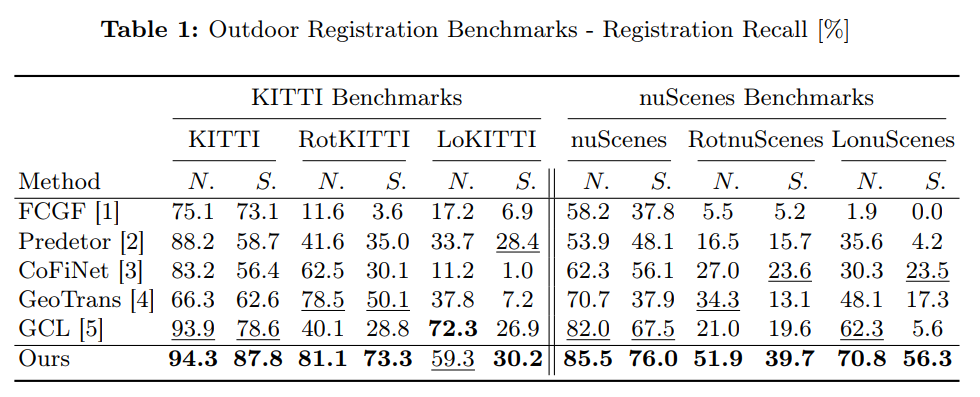 Table 1: Outdoor Registration Benchmarks - Registration Recall [%]
KITTI Benchmarks nuScenes Benchmarks
KITTI RotKITTI LoKITTI nuScenes RotnuScenes LonuScenes
Method N. S. N. S. N. S. N. S. N. S. N. S.
FCGF [1] 75.1 73.1 11.6 3.6 17.2 6.9 58.2 37.8 5.5 5.2 1.9 0.0
Predetor [2] 88.2 58.7 41.6 35.0 33.7 28.4 53.9 48.1 16.5 15.7 35.6 4.2
CoFiNet [3] 83.2 56.4 62.5 30.1 11.2 1.0 62.3 56.1 27.0 23.6 30.3 23.5
GeoTrans [4] 66.3 62.6 78.5 50.1 37.8 7.2 70.7 37.9 34.3 13.1 48.1 17.3
GCL [5] 93.9 78.6 40.1 28.8 72.3 26.9 82.0 67.5 21.0 19.6 62.3 5.6
Ours 94.3 87.8 81.1 73.3 59.3 30.2 85.5 76.0 51.9 39.7 70.8 56.3